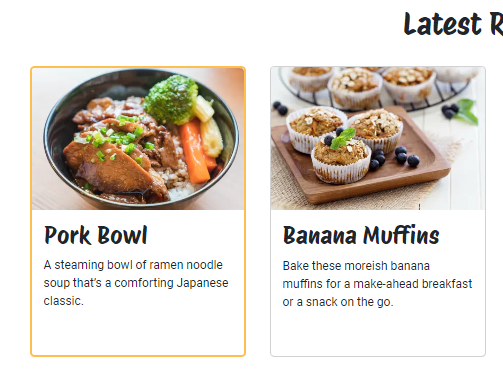 Latest R
Pork Bowl
A steaming bowl of ramen noodle
soup that's a comforting Japanese
classic.
Banana Muffins
Bake these moreish banana
muffins for a make-ahead breakfast
or a snack on the go.